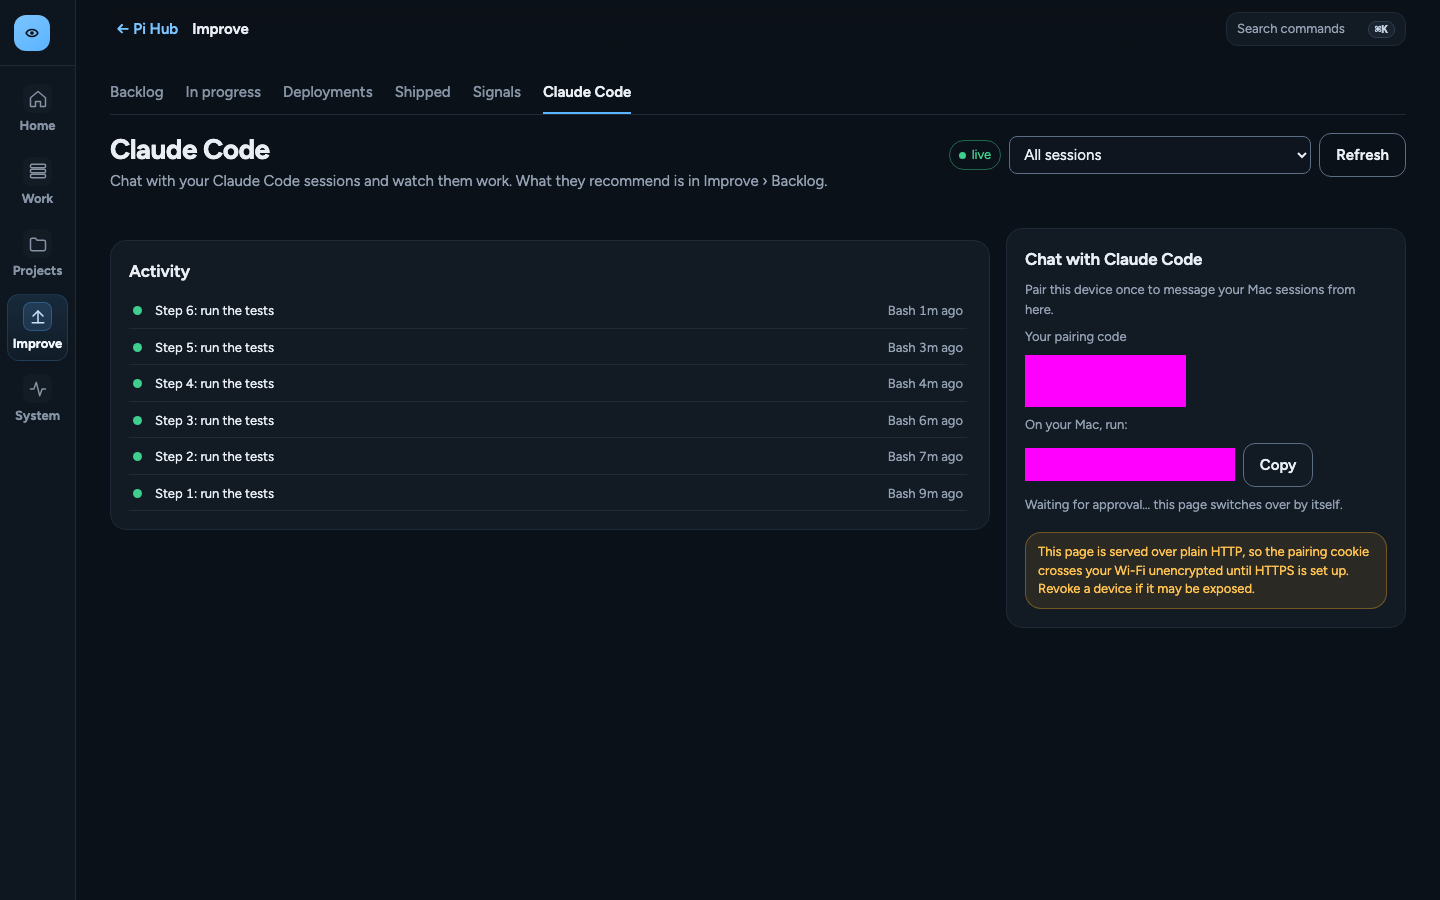 ← Pi Hub Improve
Search commands ⌘K
Home
Work
Projects
Improve
System
Backlog In progress Deployments Shipped Signals Claude Code
Claude Code
Chat with your Claude Code sessions and watch them work. What they recommend is in Improve › Backlog.
live
All sessions
Refresh
Activity
Step 6: run the tests Bash 1m ago
Step 5: run the tests Bash 3m ago
Step 4: run the tests Bash 4m ago
Step 3: run the tests Bash 6m ago
Step 2: run the tests Bash 7m ago
Step 1: run the tests Bash 9m ago
Chat with Claude Code
Pair this device once to message your Mac sessions from
here.
Your pairing code
On your Mac, run:
Copy
Waiting for approval... this page switches over by itself.
This page is served over plain HTTP, so the pairing cookie
crosses your Wi-Fi unencrypted until HTTPS is set up.
Revoke a device if it may be exposed.